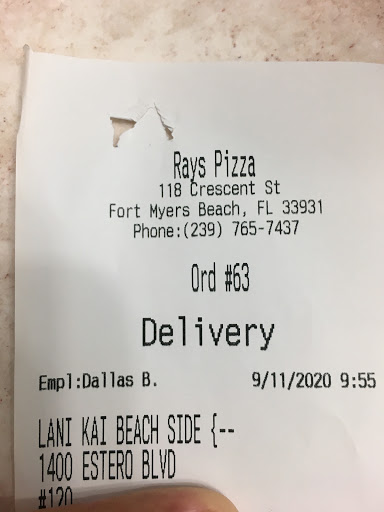 Rays Pizza
118 Crescent St
Fort Myers Beach, FL 33931
Phone:(239) 765-7437
Ord #63
Delivery
Empl:Dallas B. 9/11/2020 9:55
LANI KAI BEACH SIDE {--
1400 ESTERO BLVD
#120